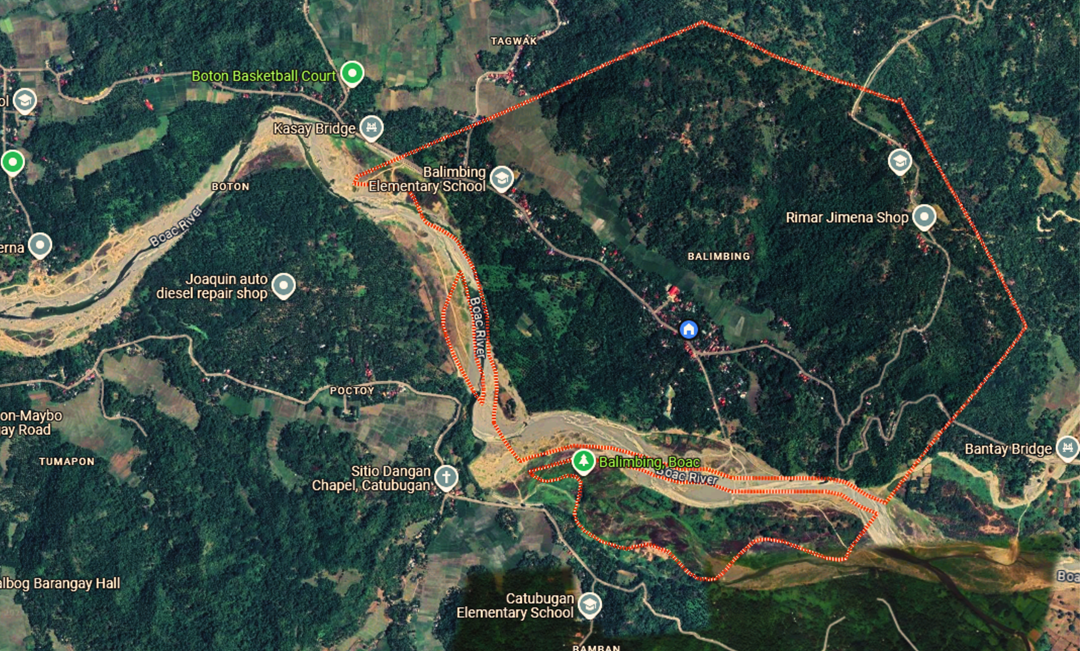 TAGWAK
Boton Basketball Court
ol
Kasay Bridge
Balimbing
Elementary School
BOTON
Rimar Jimena Shop
Boac River
erna
BALIMBING
Joaquin auto
diesel repair shop
Boac River
POCTOY
on-Maybo
ay Road
Bantay Bridge
TUMAPON
Balimbing, Boac
Sitio Dangan
Chapel, Catubugan
Boac River
albog Barangay Hall
Boa
Catubugan
Elementary School
BAMBAN